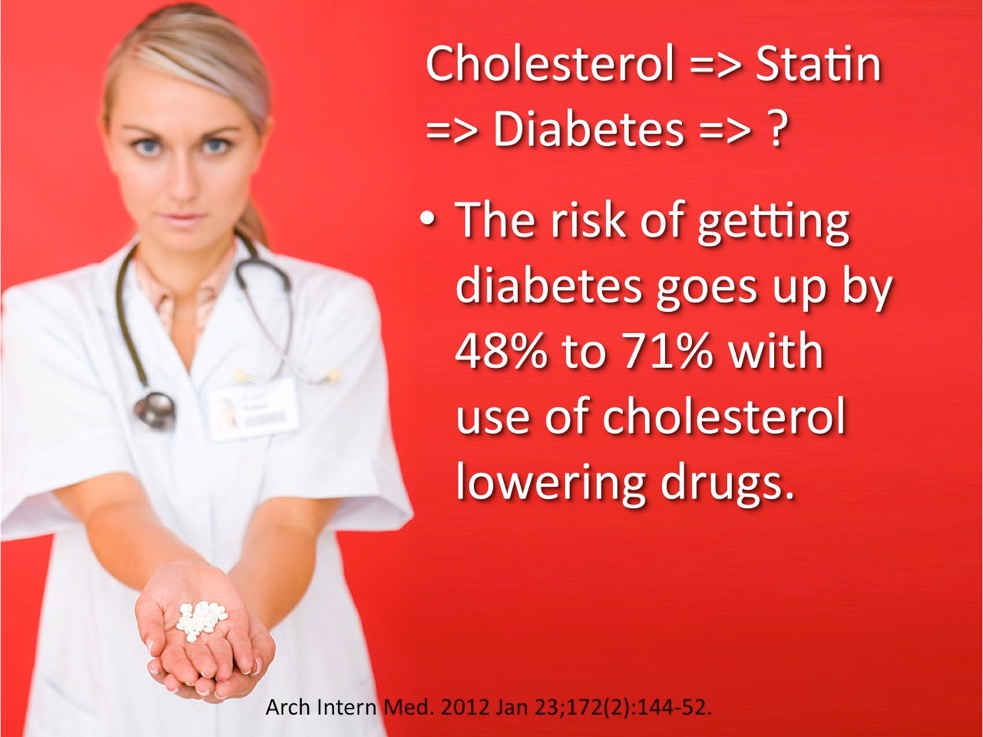 Cholesterol => Statin
=> Diabetes => ?
• The risk of getting
diabetes goes up by
48% to 71% with
use of cholesterol
lowering drugs.
Arch Intern Med. 2012 Jan 23;172(2):144-52.